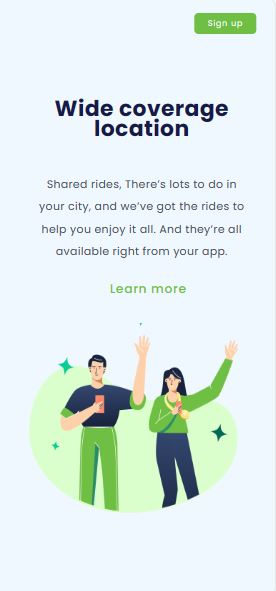 Sign up
Wide coverage
location
Shared rides, There's lots to do in
your city, and we've got the rides to
help you enjoy it all. And they're all
available right from your app.
Learn more